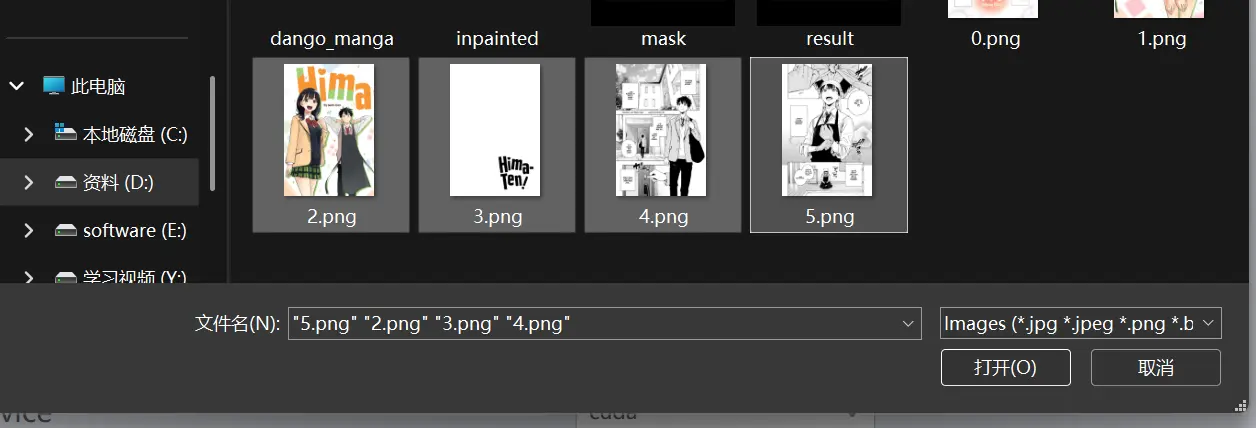 dango_manga
inpainted
mask
result
0.png
1.png
此电脑
本地磁盘 (C:)
资料 (D:)
software (E:)
学习视频 (Y:)
Hima
Hima-
Ten!
2.png
3.png
4.png
5.png
文件名(N):
"5.png" "2.png" "3.png" "4.png"
Images (*.jpg *.jpeg *.png *.b
打开(O)
取消
vice
cuda